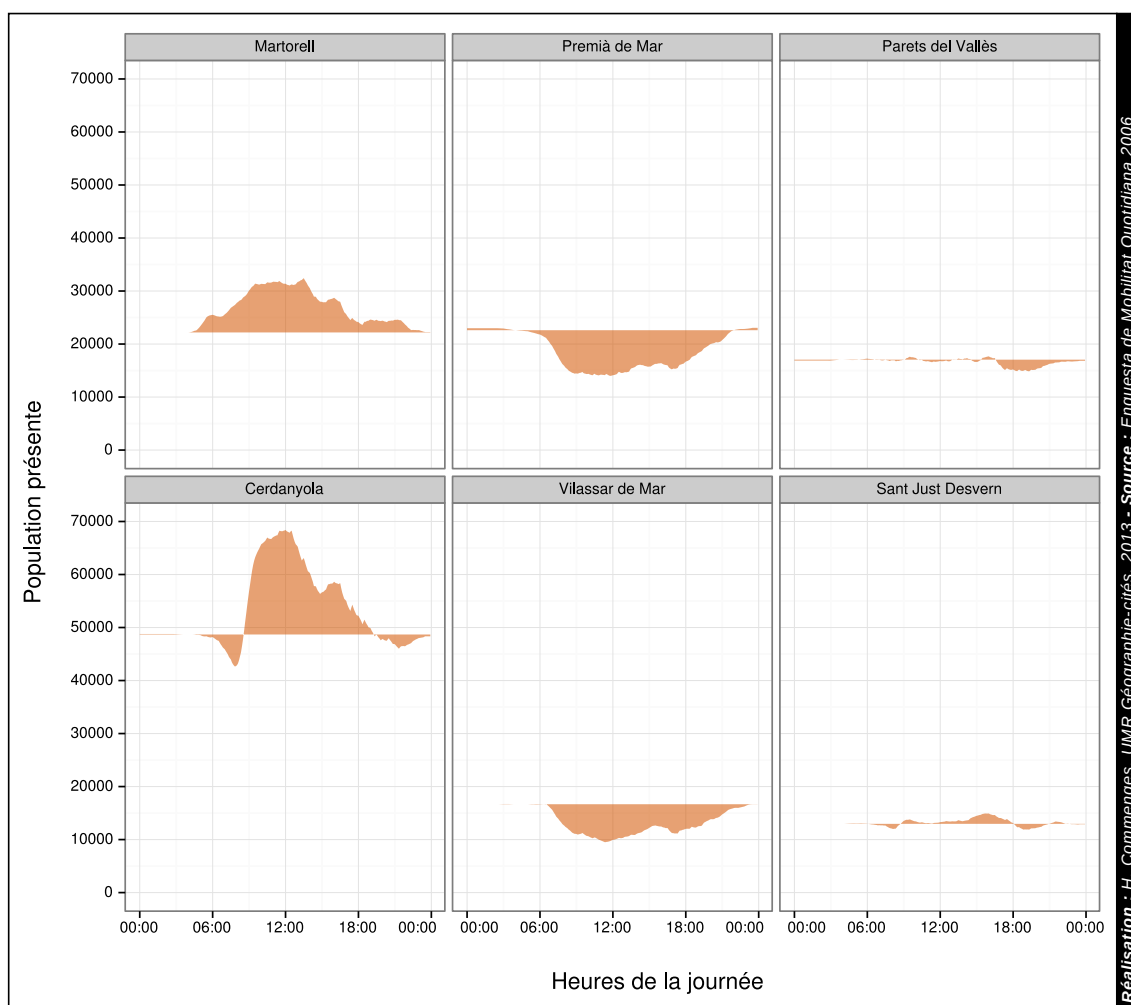 Martorell
Premià de Mar
Parets del Vallès
70000
60000
50000
40000
30000
20000
10000
0
Cerdanyola
Vilassar de Mar
Sant Just Desvern
70000
60000
50000
40000
30000
20000
10000
0
00:00 06:00 12:00 18:00 00:00
00:00 06:00 12:00 18:00 00:00
00:00 06:00 12:00 18:00 00:00
Population présente
Heures de la journée
Réalisation : H. Commenges, UMR Géographie-cités, 2013 - Source : Enquesta de Mobilitat Quotidiana 2006